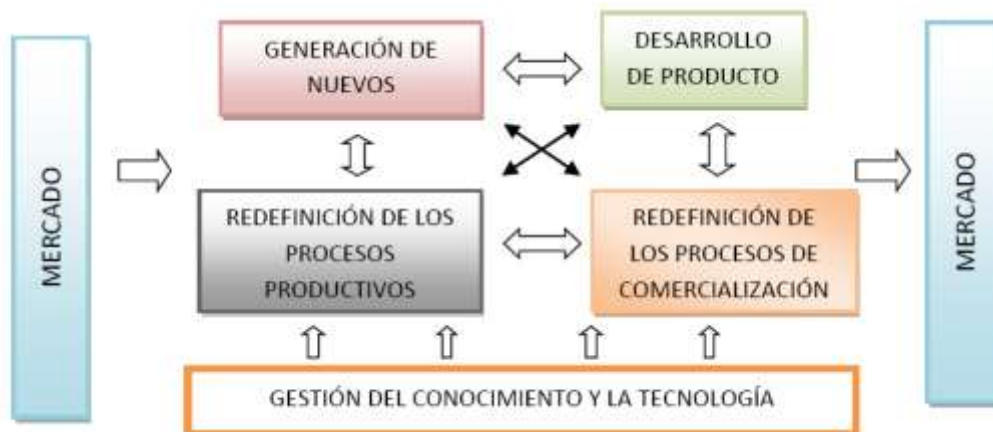 MERCADO
GENERACIÓN DE
NUEVOS
DESARROLLO
DE PRODUCTO
REDEFINICIÓN DE LOS
PROCESOS
PRODUCTIVOS
REDEFINICIÓN DE
LOS PROCESOS DE
COMERCIALIZACIÓN
MERCADO
GESTIÓN DEL CONOCIMIENTO Y LA TECNOLOGÍA